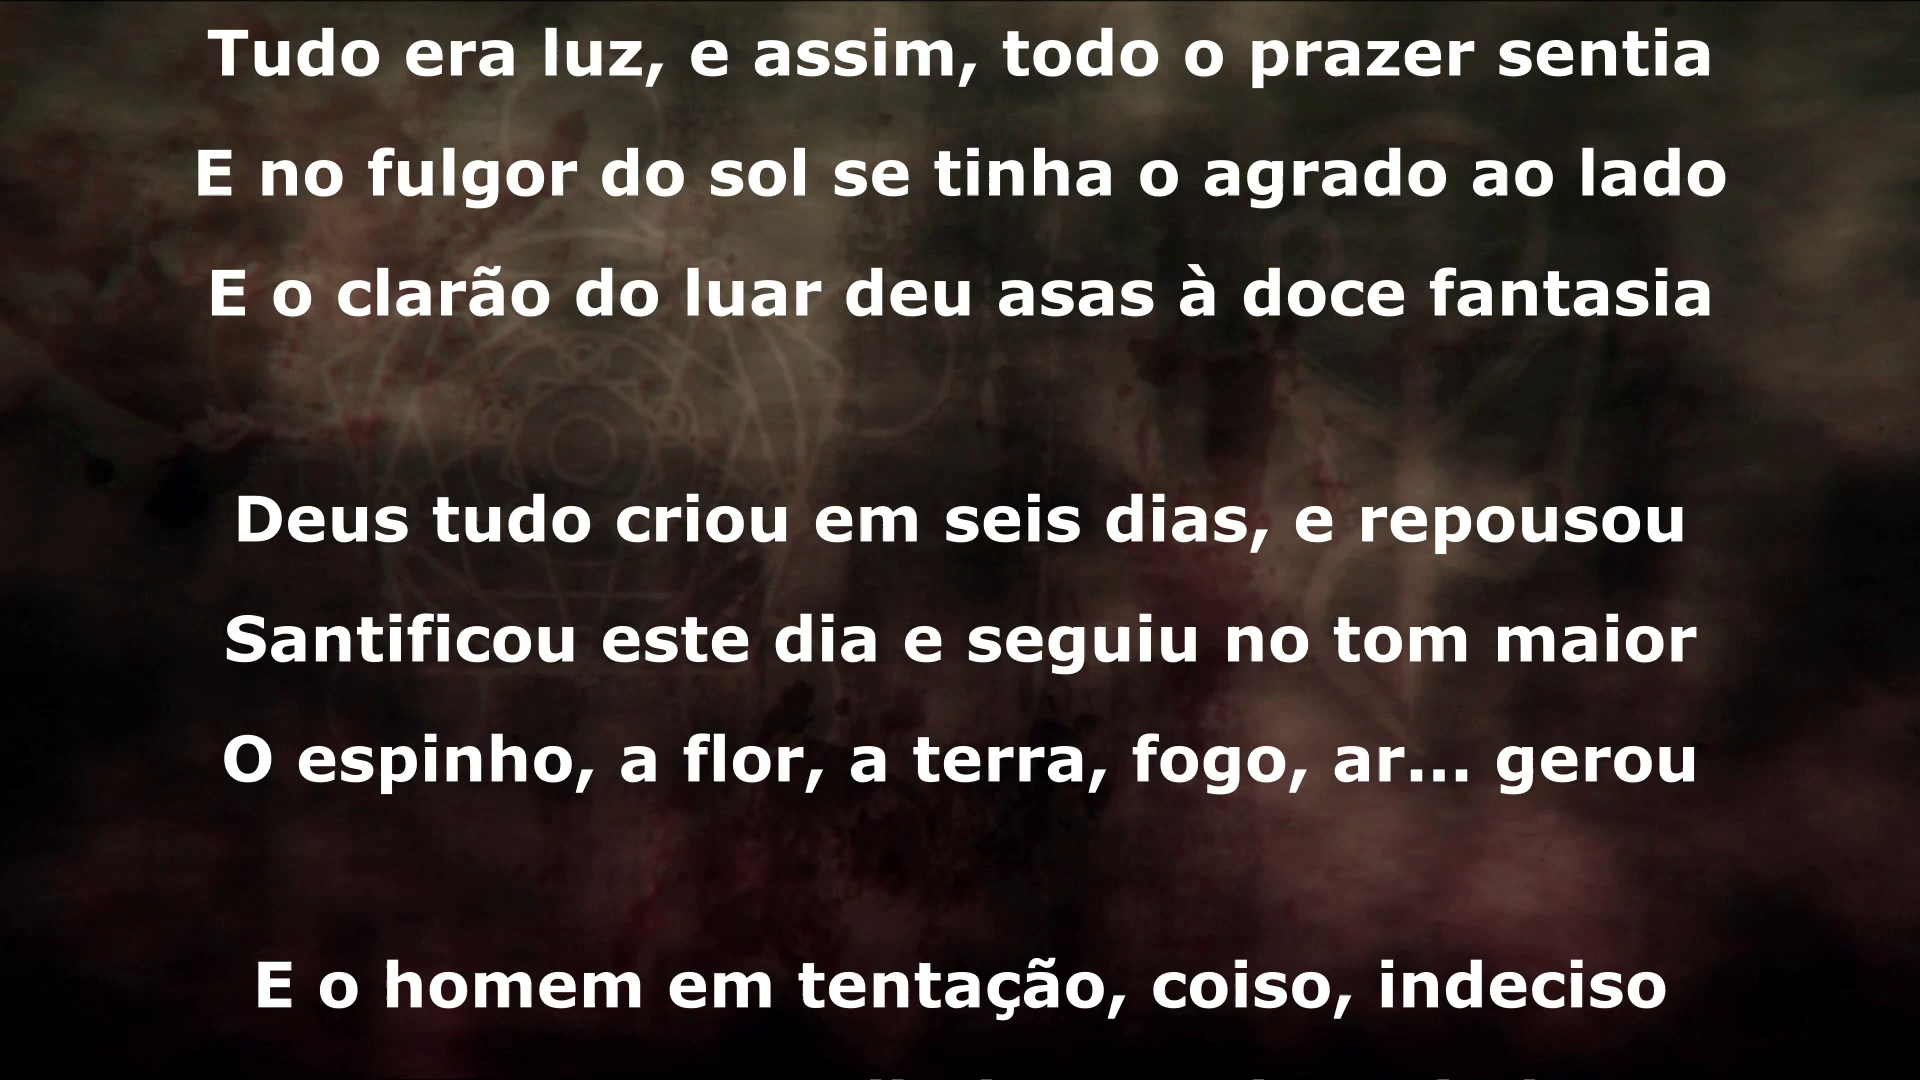 Tudo era luz, e assim, todo o prazer sentia
E no fulgor do sol se tinha o agrado ao lado
E o clarão do luar deu asas à doce fantasia
Deus tudo criou em seis dias, e repousou
Santificou este dia e seguiu no tom maior
O espinho, a flor, a terra, fogo, ar... gerou
E o homem em tentação, coiso, indeciso